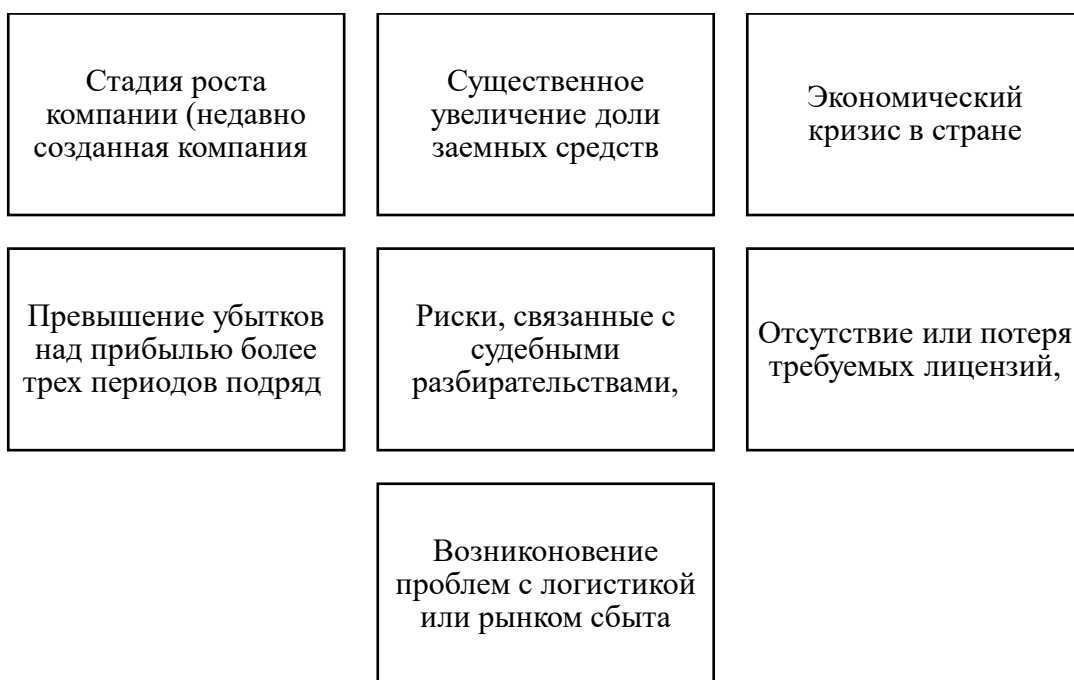 Стадия роста
компании (недавно
созданная компания
Существенное
увеличение доли
заемных средств
Экономический
кризис в стране
Превышение убытков
над прибылью более
трех периодов подряд
Риски, связанные с
судебными
разбирательствами,
Отсутствие или потеря
требуемых лицензий,
Возниконовение
проблем с логистикой
или рынком сбыта